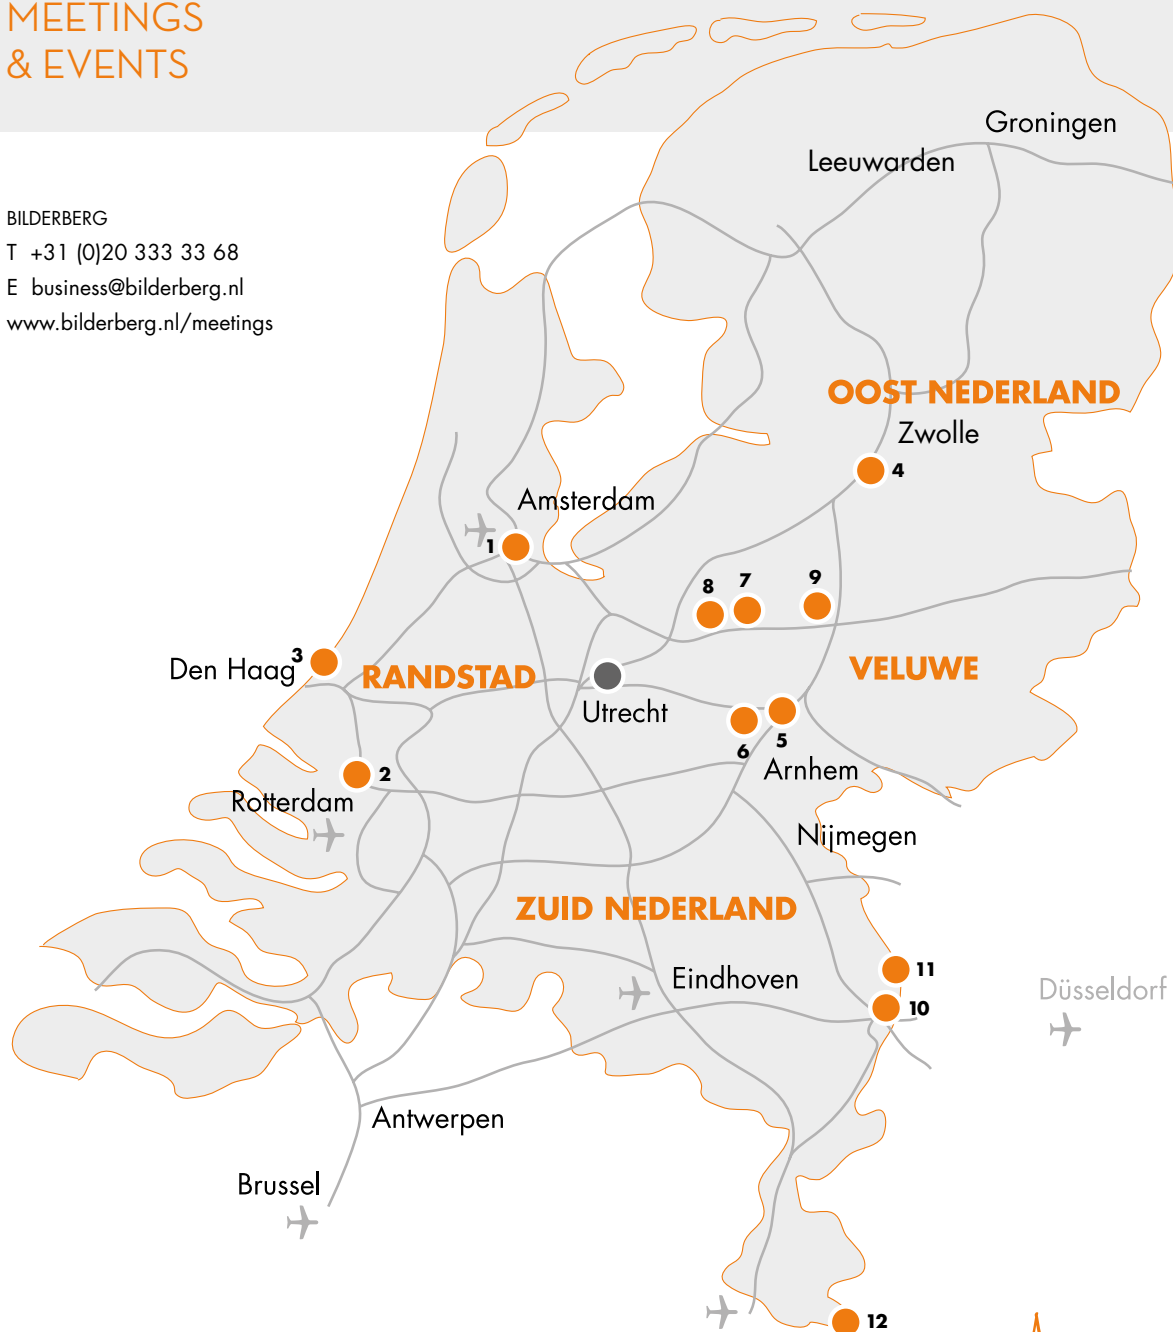 MEETINGS
& EVENTS
BILDERBERG
T +31 (0)20 333 33 68
E business@bilderberg.nl
www.bilderberg.nl/meetings
Groningen
Leeuwarden
OOST NEDERLAND
Zwolle
4
Amsterdam
1
8
7
9
3
Den Haag
RANDSTAD
VELUWE
Utrecht
6
5
Arnhem
2
Rotterdam
Nijmegen
ZUID NEDERLAND
11
Eindhoven
Düsseldorf
10
Antwerpen
Brussel
12